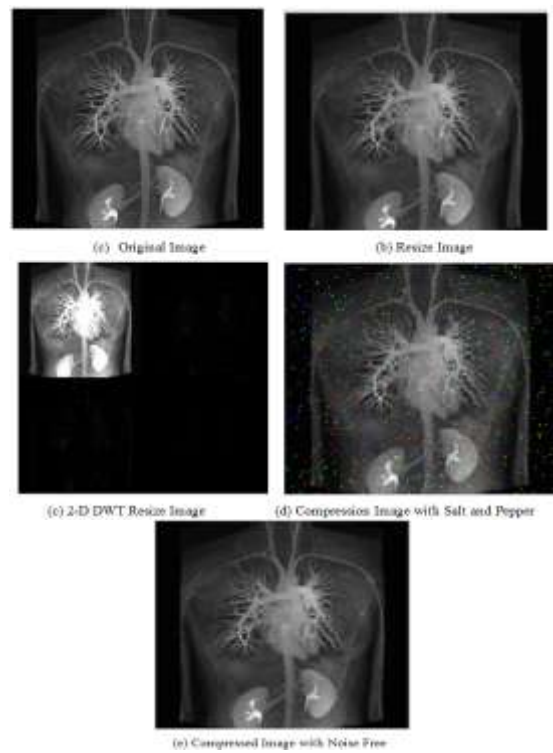 (c) Original Image
(b) Resize Image
(c) 2-D DWT Resize Image
(d) Compression Image with Salt and Pepper
(e) Compressed Image with Noise Free